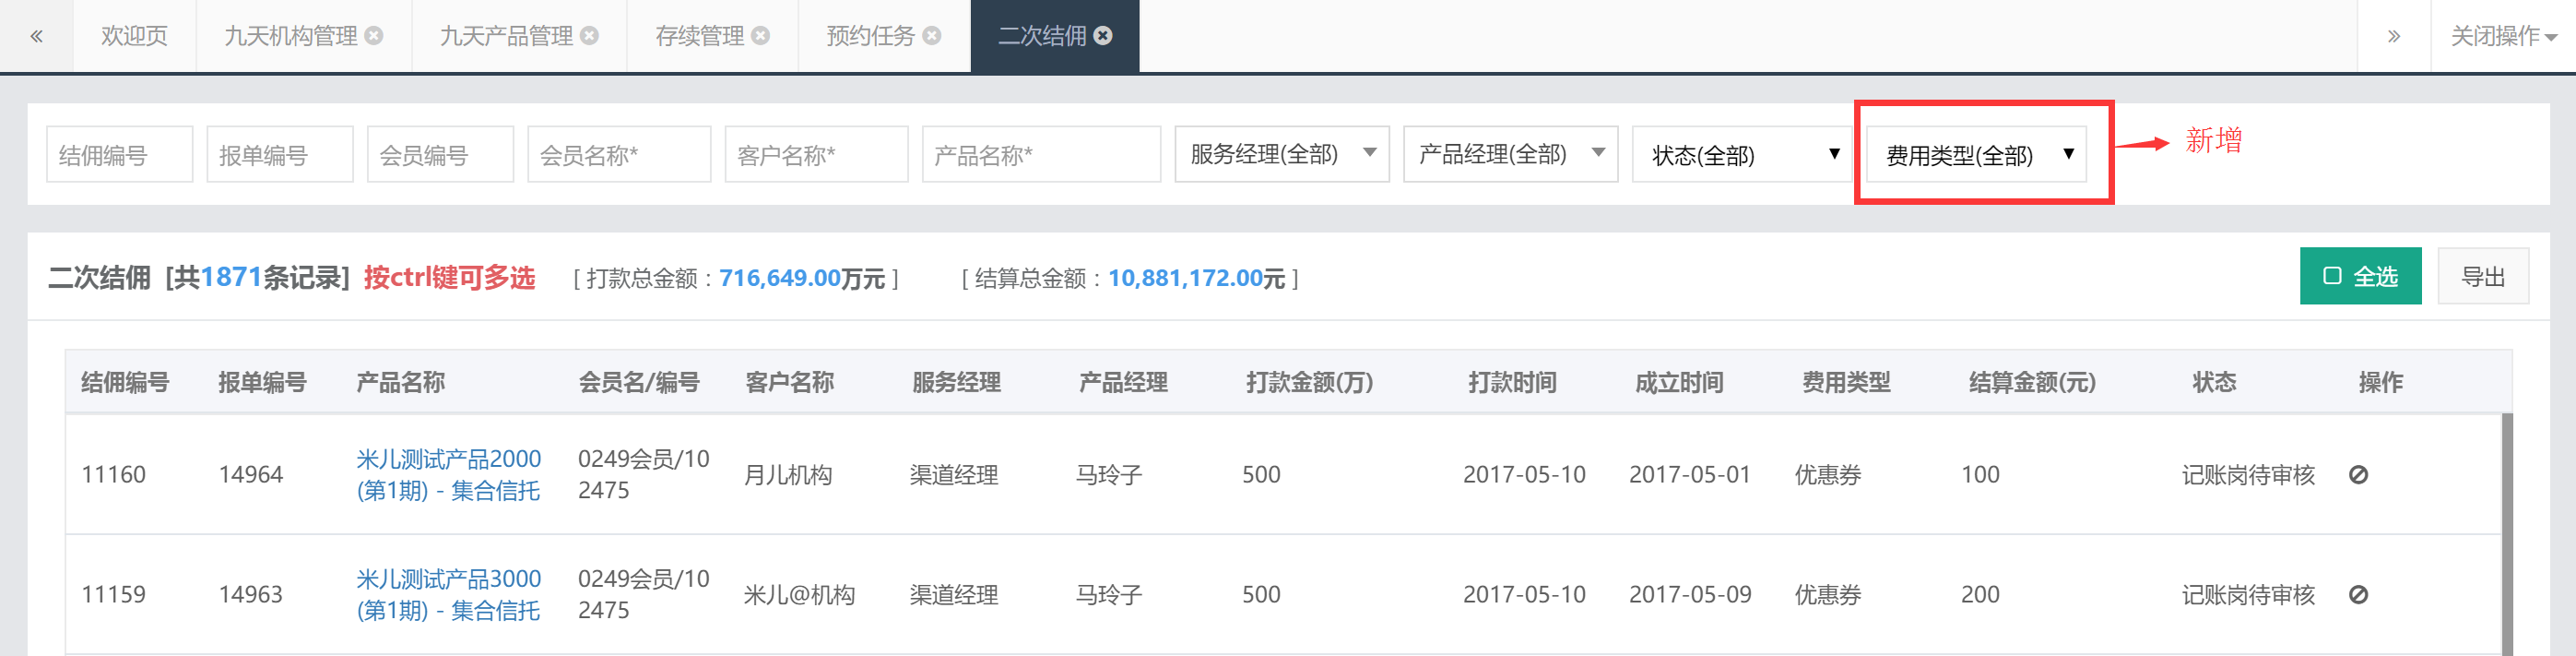 « 欢迎页 九天机构管理 九天产品管理 存续管理 预约任务 二次结佣 » 关闭操作
结佣编号 报单编号 会员编号 会员名称* 客户名称* 产品名称* 服务经理(全部) 产品经理(全部) 状态(全部) 费用类型(全部) 新增
二次结佣 [共1871条记录] 按ctrl键可多选 [ 打款总金额：716,649.00万元 ] [ 结算总金额：10,881,172.00元 ] 全选 导出
结佣编号 报单编号 产品名称 会员名/编号 客户名称 服务经理 产品经理 打款金额(万) 打款时间 成立时间 费用类型 结算金额(元) 状态 操作
11160 14964 米儿测试产品2000 0249会员/10 月儿机构 渠道经理 马玲子 500 2017-05-10 2017-05-01 优惠券 100 记账岗待审核
(第1期) - 集合信托 2475
11159 14963 米儿测试产品3000 0249会员/10 米儿@机构 渠道经理 马玲子 500 2017-05-10 2017-05-09 优惠券 200 记账岗待审核
(第1期) - 集合信托 2475